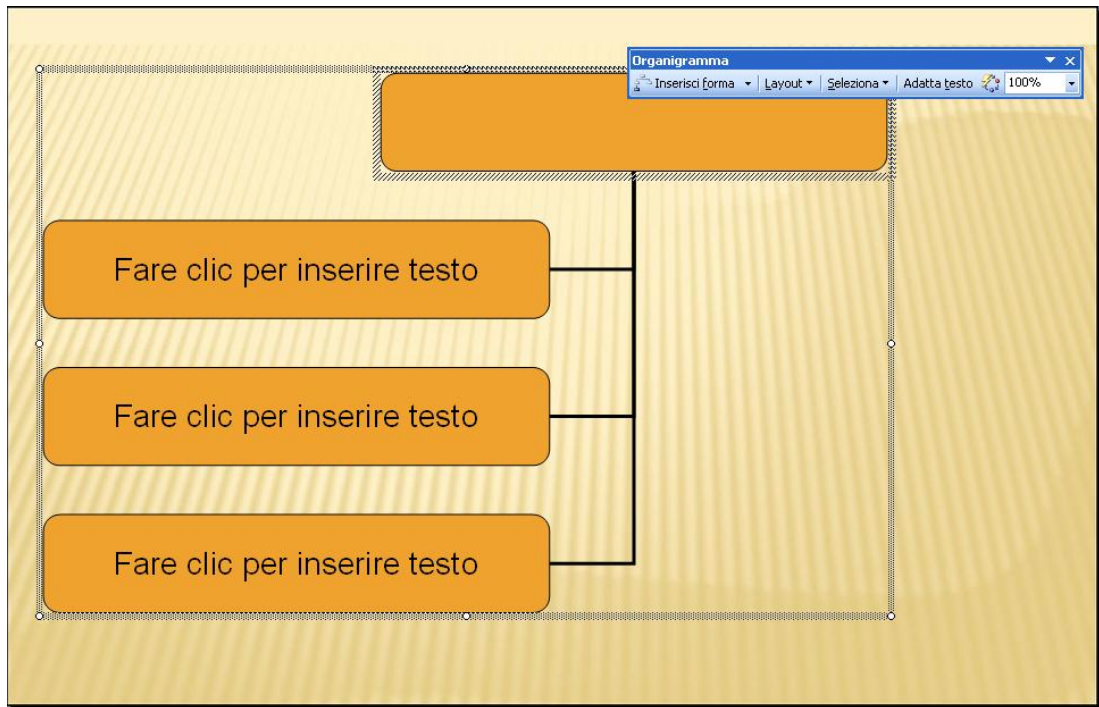 Organigramma
Inserisci forma Layout Seleziona Adatta testo 100%
Fare clic per inserire testo
Fare clic per inserire testo
Fare clic per inserire testo